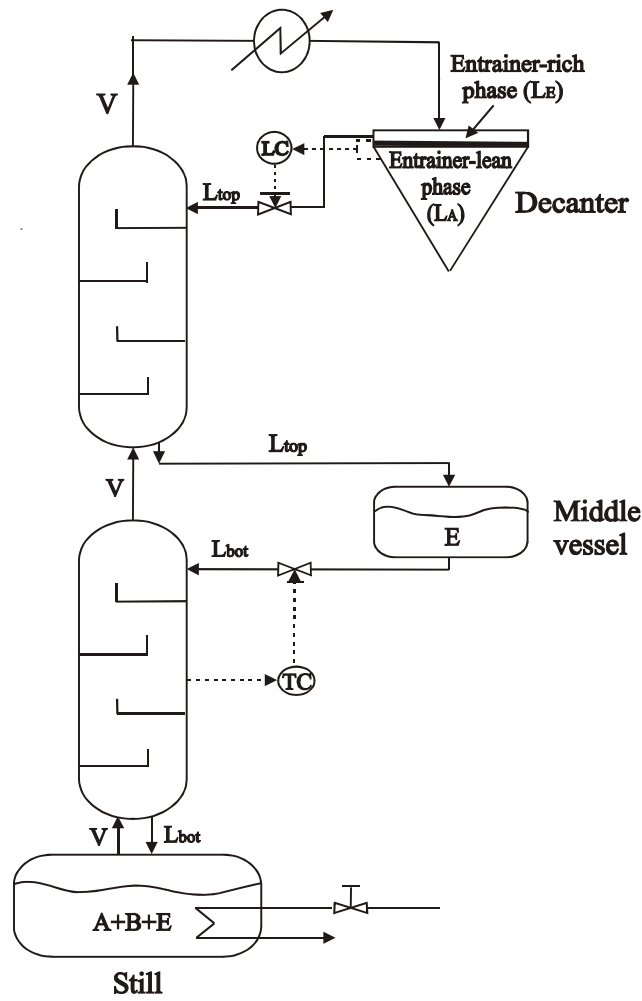 V
Entrainer-rich
phase (LE)
LC
Entrainer-lean
phase
(LA)
Ltop
Decanter
Ltop
V
E
Middle
vessel
Lbot
TC
V
Lbot
A+B+E
Still